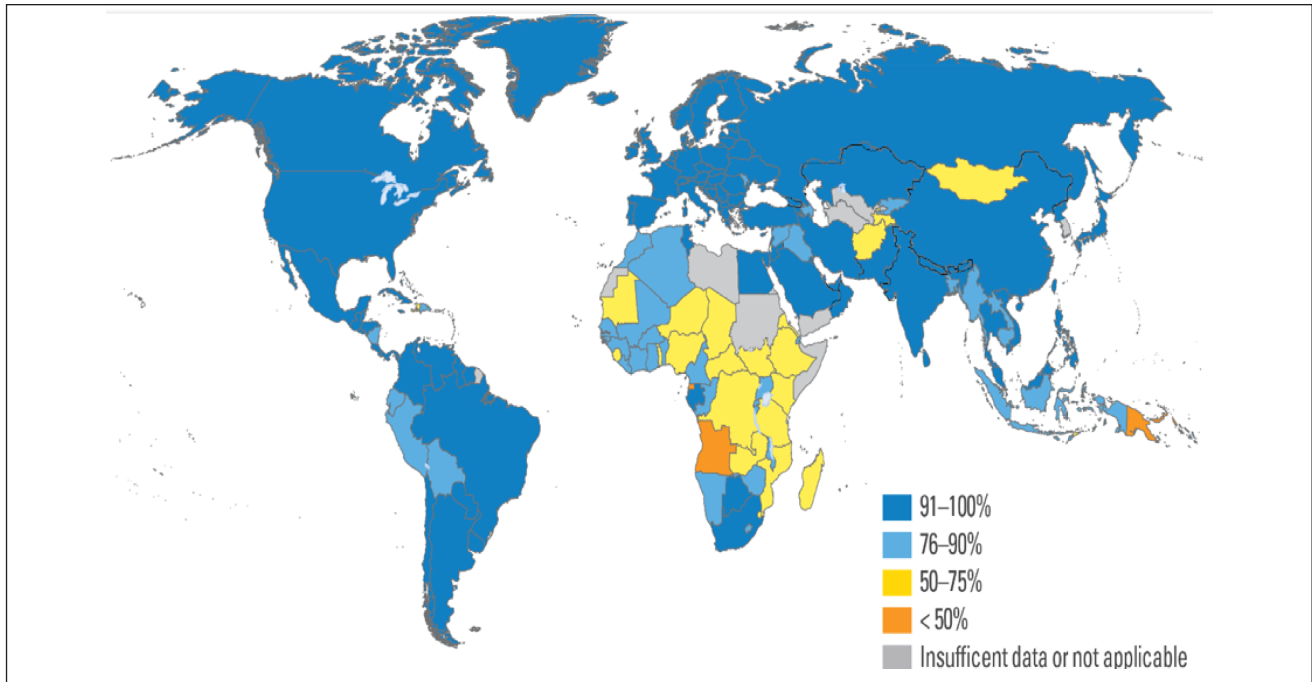 91–100%
76–90%
50–75%
< 50%
Insufficent data or not applicable